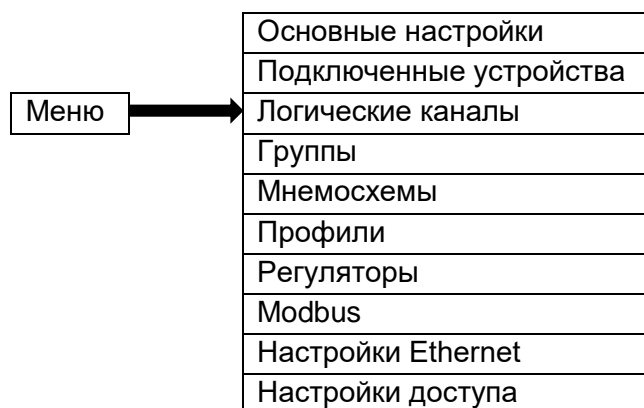 Основные настройки
Подключенные устройства
Меню
Логические каналы
Группы
Мнемосхемы
Профили
Регуляторы
Modbus
Настройки Ethernet
Настройки доступа